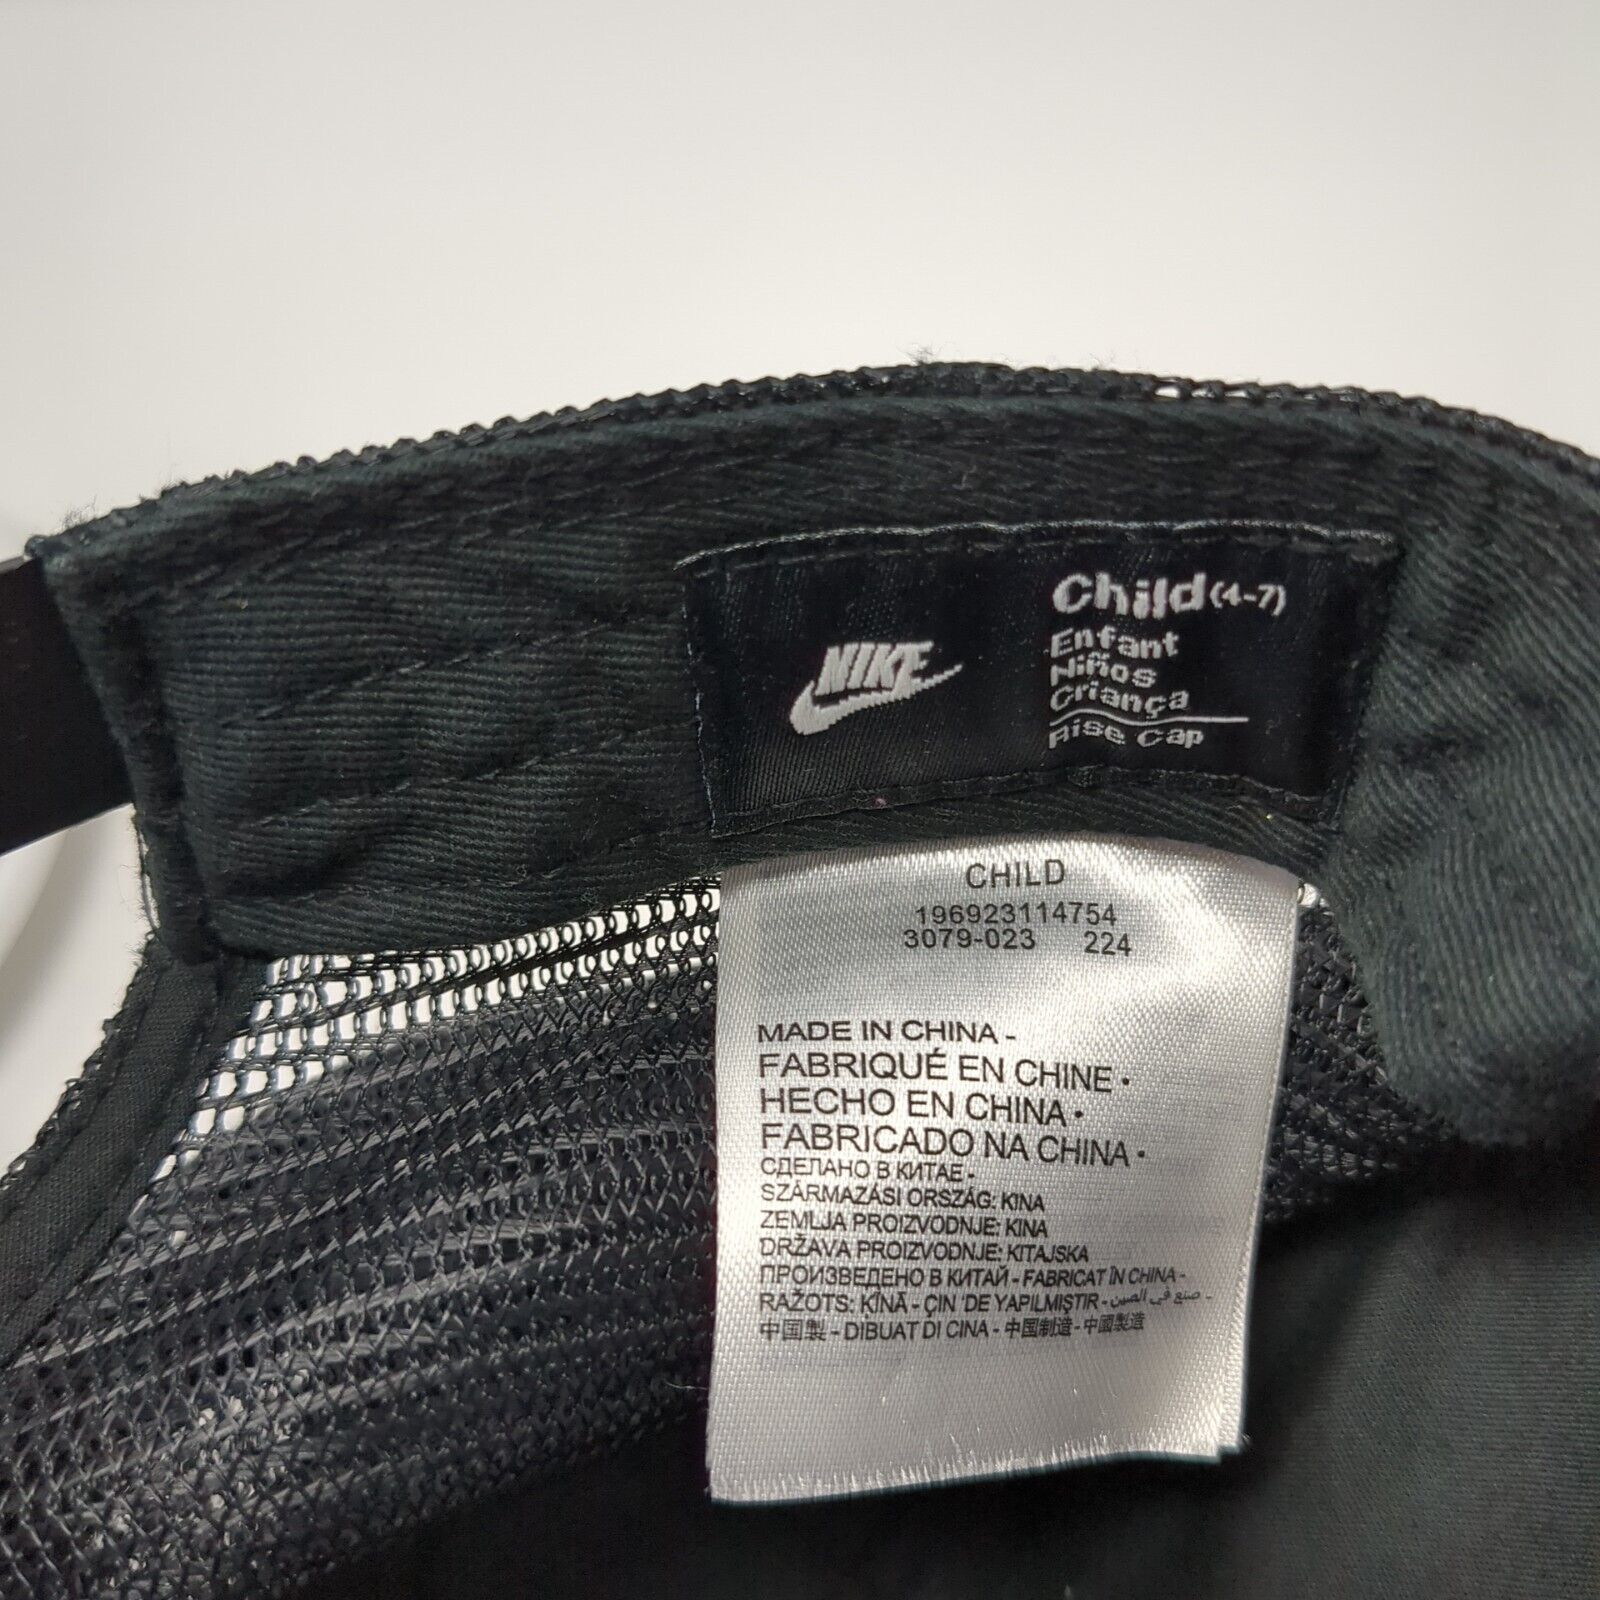 NIKE
Child (4-7)
Enfant
Niños
Criança
Rise Cap
CHILD
196923114754
3079-023 224
MADE IN CHINA -
FABRIQUÉ EN CHINE •
HECHO EN CHINA •
FABRICADO NA CHINA •
СДЕЛАНО В КИТАЕ -
SZÁRMAZÁSI ORSZÁG: KINA
ZEMLJA PROIZVODNJE: KINA
DRŽAVA PROIZVODNJE: KITAJSKA
ПРОИЗВЕДЕНО В КИТАЙ - FABRICAT ÎN CHINA -
RAŽOTS: ĶĪNĀ - ÇIN 'DE YAPILMIŞTIR - صنع في الصين -
中国製 - DIBUAT DI CINA - 中国制造 - 中國製造